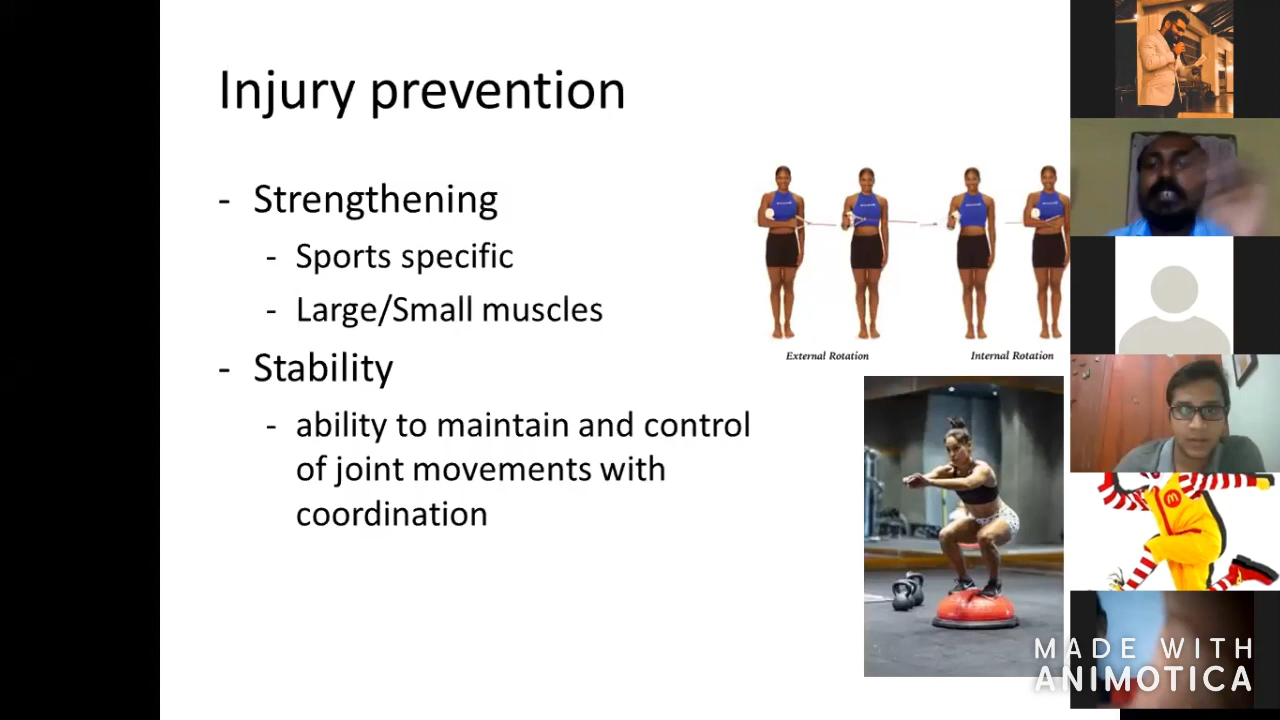 Injury prevention
- Strengthening
- Sports specific
- Large/Small muscles
- Stability
- ability to maintain and control
of joint movements with
coordination
External Rotation
Internal Rotation
MADE WITH
ANIMOTICA